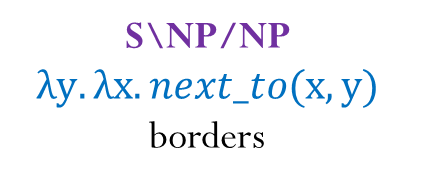 S\NP/NP
λy. λx. next_to(x, y)
borders